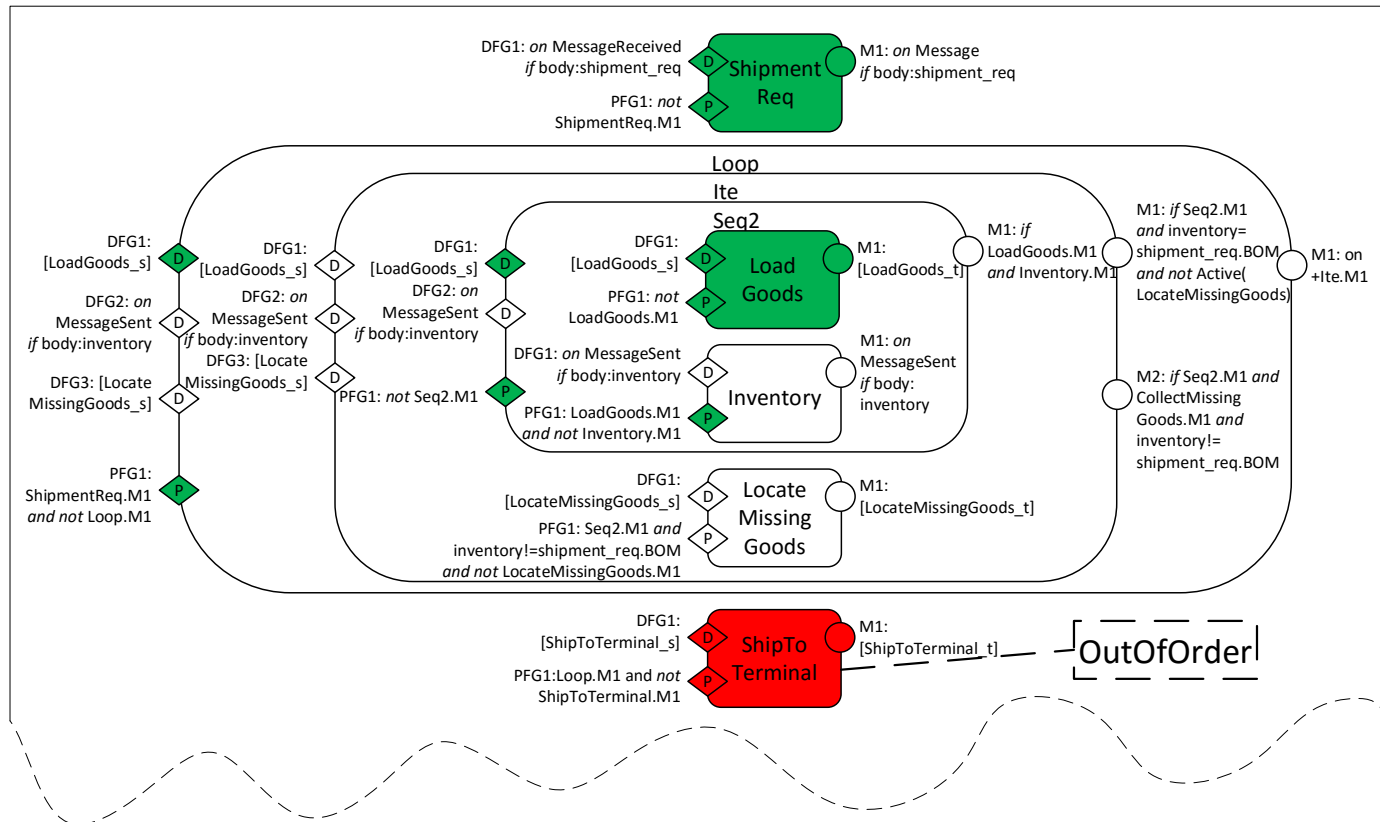 DFG1: on MessageReceived
if body:shipment_req
D
Shipment
Req
M1: on Message
if body:shipment_req
PFG1: not
ShipmentReq.M1
P
Loop
Ite
Seq2
DFG1:
[LoadGoods_s]
D
DFG2: on
MessageSent
if body:inventory
D
DFG3: [Locate
MissingGoods_s]
D
PFG1:
ShipmentReq.M1
and not Loop.M1
P
DFG1:
[LoadGoods_s]
D
DFG2: on
MessageSent
if body:inventory
D
DFG3: [Locate
MissingGoods_s]
D
DFG1:
[LoadGoods_s]
D
DFG2: on
MessageSent
if body:inventory
D
PFG1: not Seq2.M1
P
DFG1:
[LoadGoods_s]
D
PFG1: not
LoadGoods.M1
P
Load
Goods
M1:
[LoadGoods_t]
DFG1: on MessageSent
if body:inventory
D
PFG1: LoadGoods.M1
and not Inventory.M1
P
Inventory
M1: on
MessageSent
if body:
inventory
M1: if
LoadGoods.M1
and Inventory.M1
M1: if Seq2.M1
and inventory=
shipment_req.BOM
and not Active(
LocateMissingGoods)
M1: on
+Ite.M1
M2: if Seq2.M1 and
CollectMissing
Goods.M1 and
inventory!=
shipment_req.BOM
DFG1:
[LocateMissingGoods_s]
D
PFG1: Seq2.M1 and
inventory!=shipment_req.BOM
and not LocateMissingGoods.M1
P
Locate
Missing
Goods
M1:
[LocateMissingGoods_t]
DFG1:
[ShipToTerminal_s]
D
PFG1:Loop.M1 and not
ShipToTerminal.M1
P
ShipTo
Terminal
M1:
[ShipToTerminal_t]
OutOfOrder